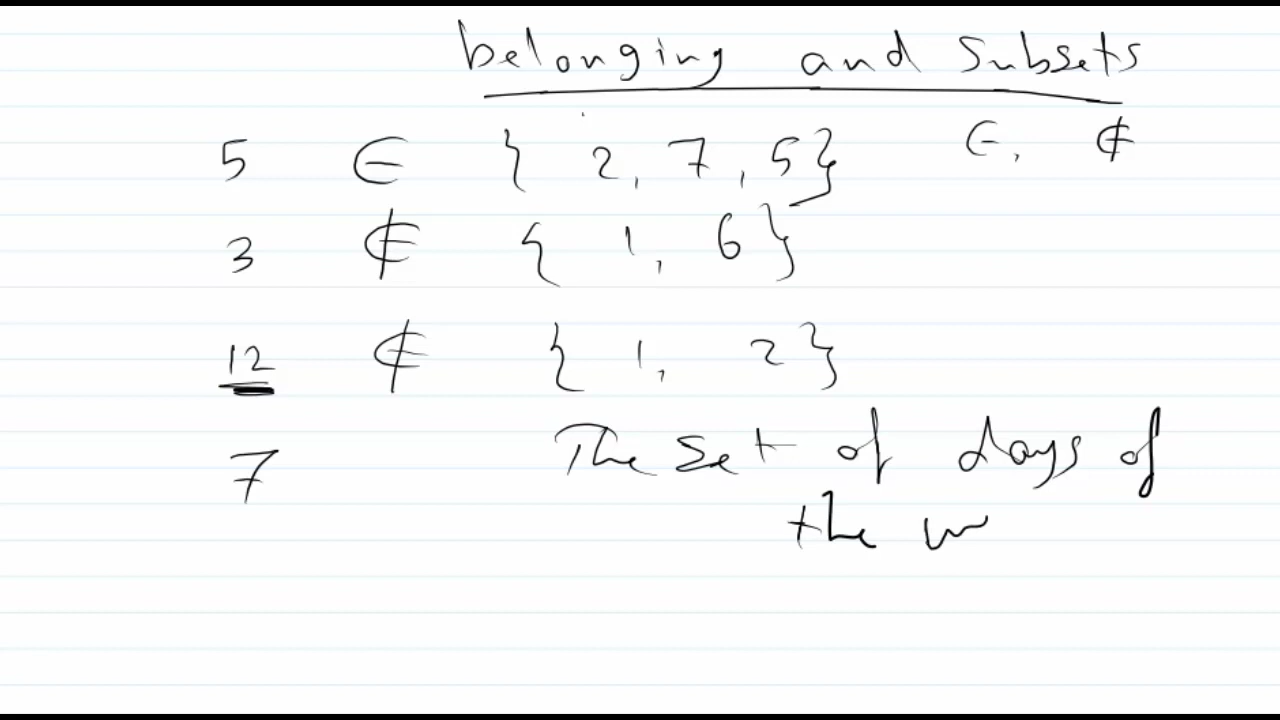 belonging and subsets
∈, ∉
5 ∈ { 2, 7, 5}
3 ∉ { 1, 6}
12 ∉ { 1, 2}
7 The set of days of
the w